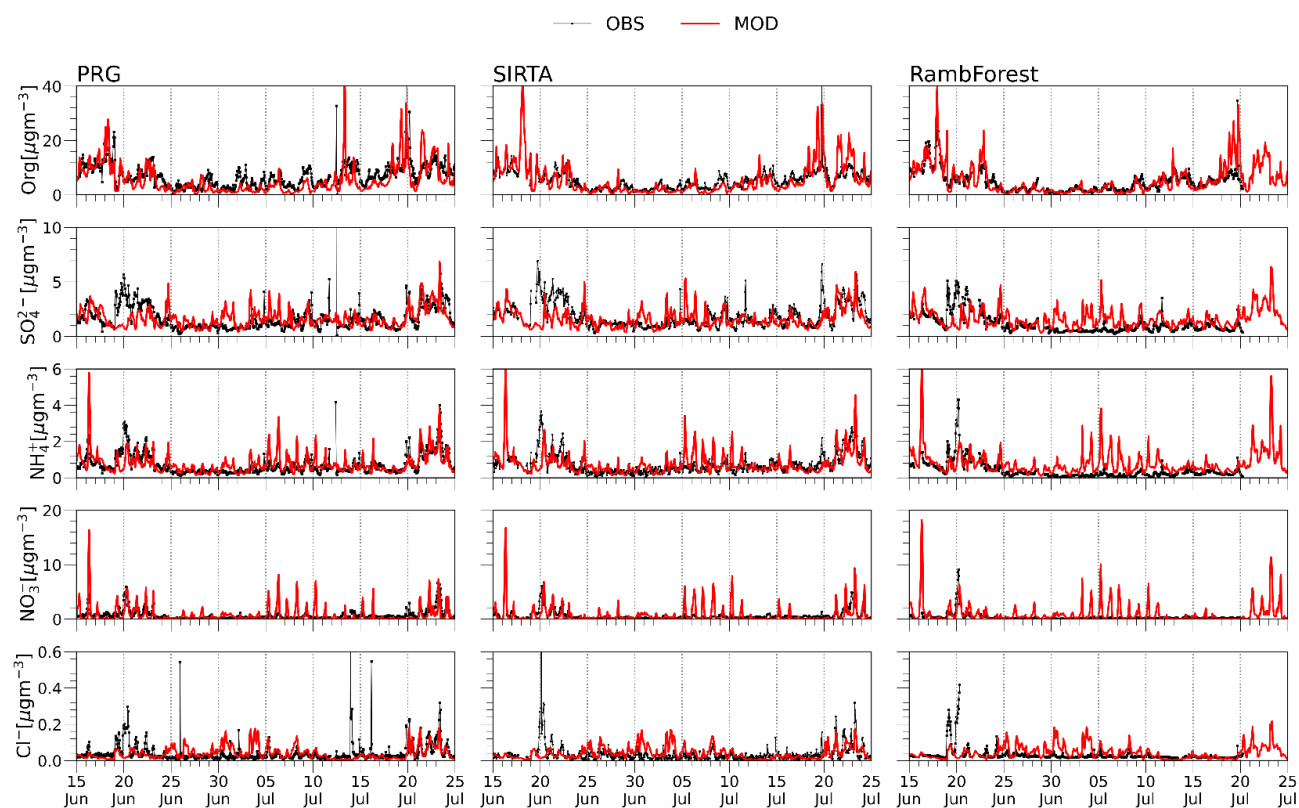 OBS MOD
PRG SIRTA RambForest
Org[μgm⁻³]
40
20
0
SO₄²⁻[μgm⁻³]
10
5
0
NH₄⁺[μgm⁻³]
6
4
2
0
NO₃⁻[μgm⁻³]
20
10
0
Cl⁻[μgm⁻³]
0.6
0.4
0.2
0.0
15 20 25 30 05 10 15 20 25 15 20 25 30 05 10 15 20 25 15 20 25 30 05 10 15 20 25
Jun Jun Jun Jun Jul Jul Jul Jul Jul Jun Jun Jun Jun Jul Jul Jul Jul Jul Jun Jun Jun Jun Jul Jul Jul Jul Jul